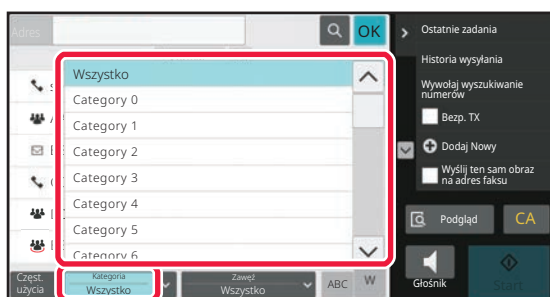 Adres
OK
Wszystko
Category 0
Category 1
Category 2
Category 3
Category 4
Category 5
Category 6
Częst.
użycia
Kategoria
Wszystko
Zawęź
Wszystko
ABC
W
Ostatnie zadania
Historia wysyłania
Wywołaj wyszukiwanie
numerów
Bezp. TX
Dodaj Nowy
Wyślij ten sam obraz
na adres faksu
Podgląd
CA
Głośnik
Start